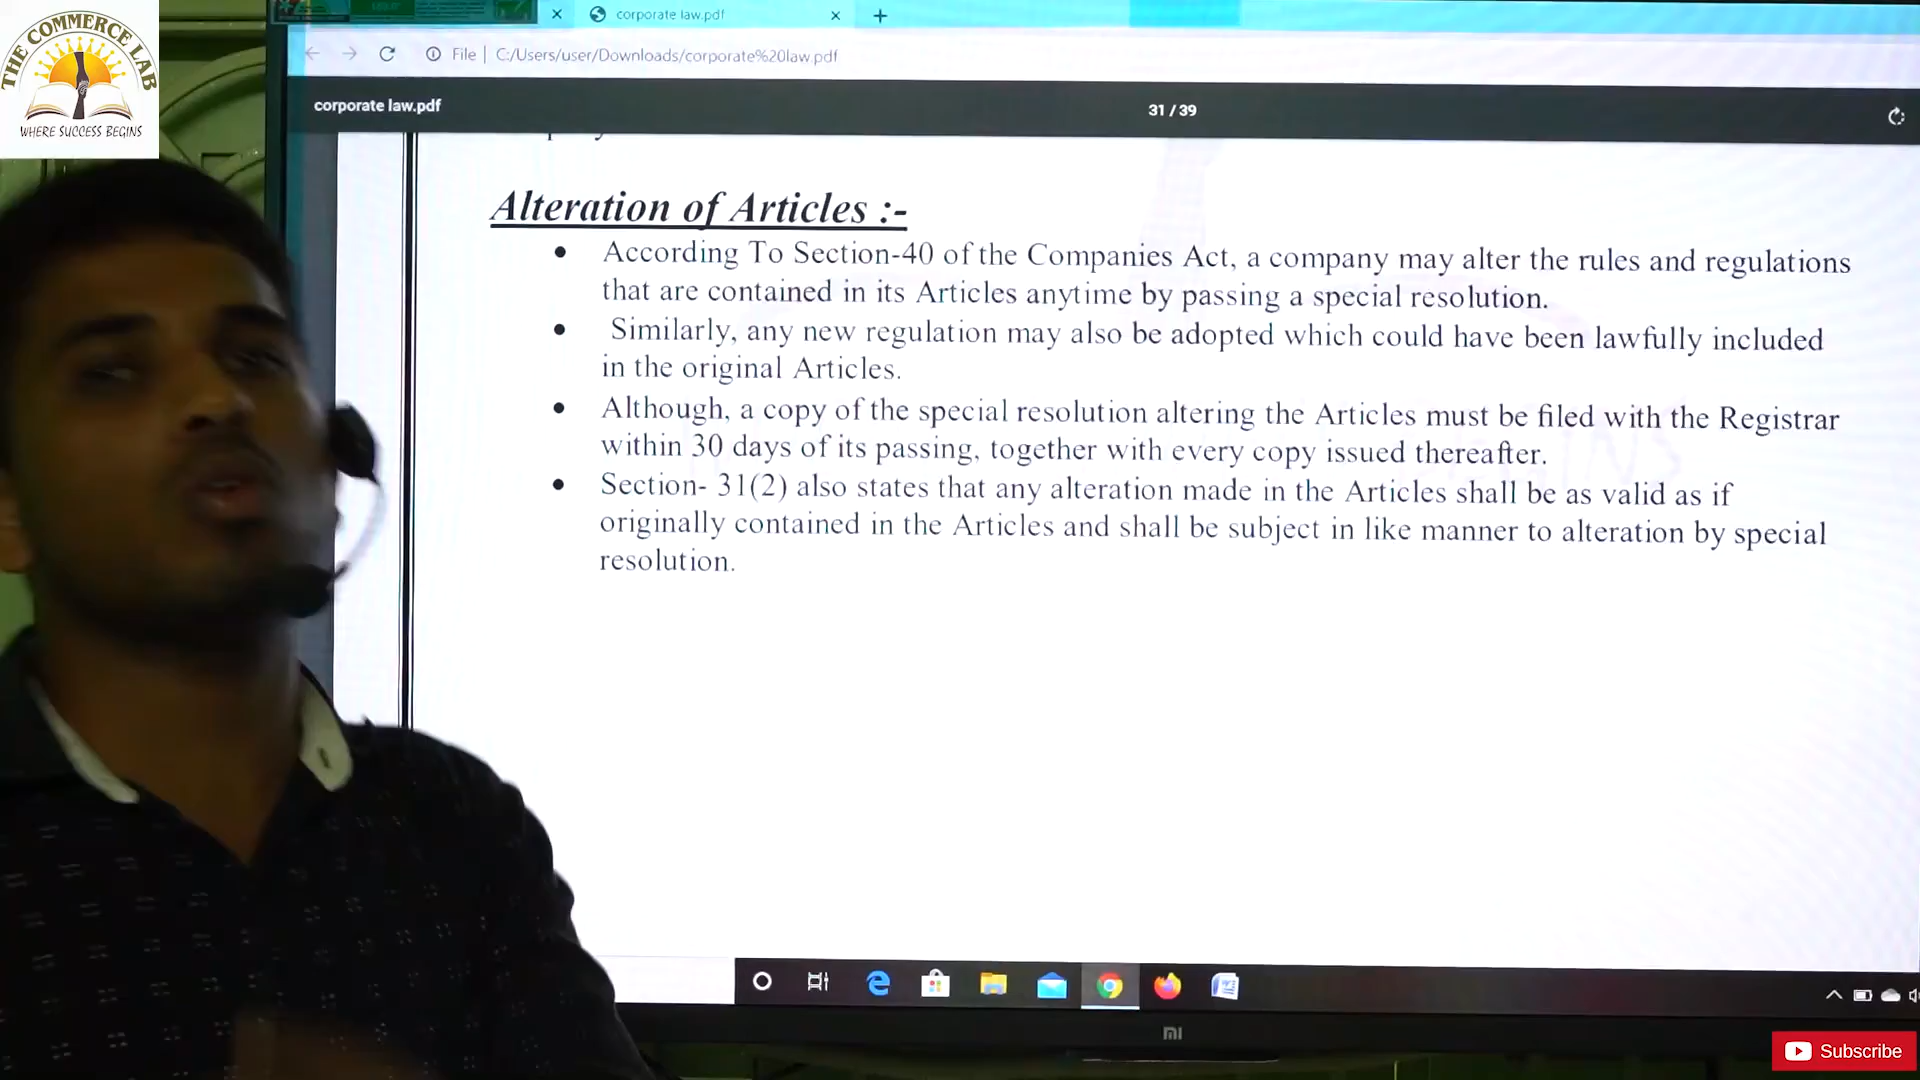 THE COMMERCE LAB
WHERE SUCCESS BEGINS
corporate law.pdf
File | C:/Users/user/Downloads/corporate%20law.pdf
corporate law.pdf
31 / 39
Alteration of Articles :-
• According To Section-40 of the Companies Act, a company may alter the rules and regulations
that are contained in its Articles anytime by passing a special resolution.
• Similarly, any new regulation may also be adopted which could have been lawfully included
in the original Articles.
• Although, a copy of the special resolution altering the Articles must be filed with the Registrar
within 30 days of its passing, together with every copy issued thereafter.
• Section- 31(2) also states that any alteration made in the Articles shall be as valid as if
originally contained in the Articles and shall be subject in like manner to alteration by special
resolution.
mi
Subscribe